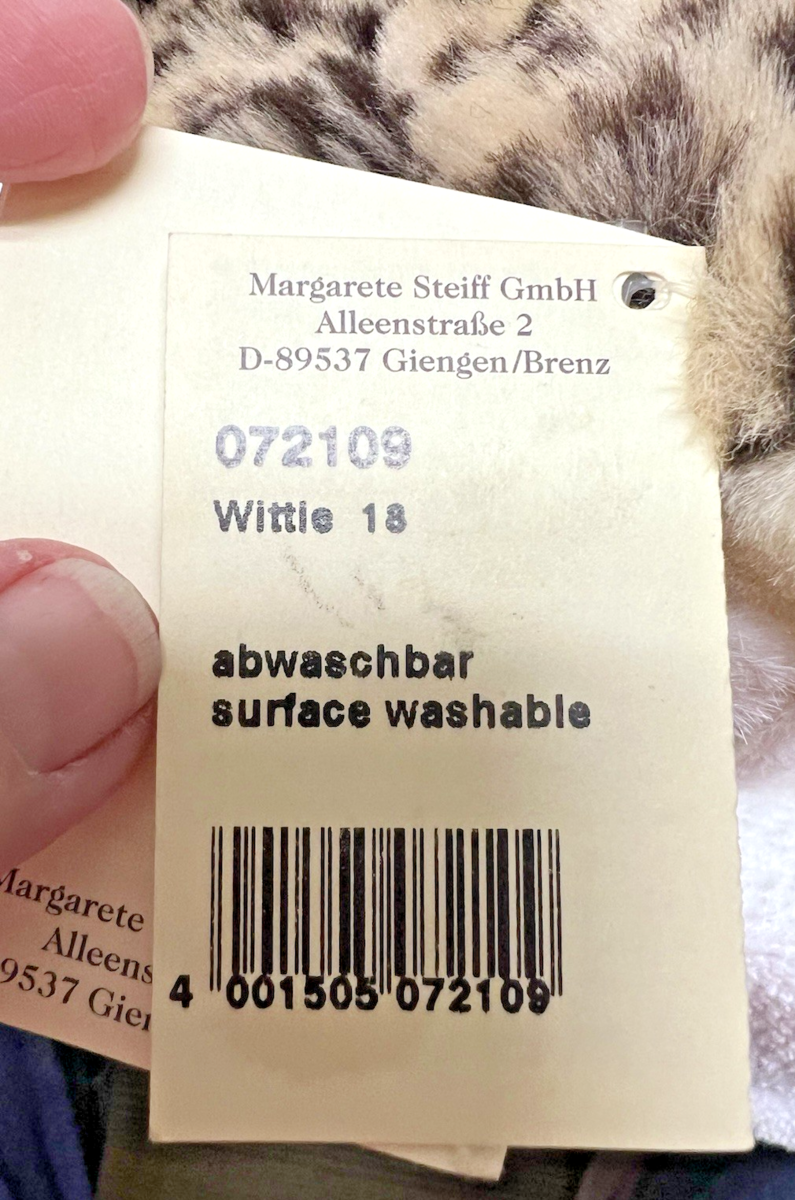 Margarete Steiff GmbH
Alleenstraße 2
D-89537 Giengen/Brenz
072109
Wittie 18
abwaschbar
surface washable
4 001505 072109
Margarete
Alleens
9537 Gien